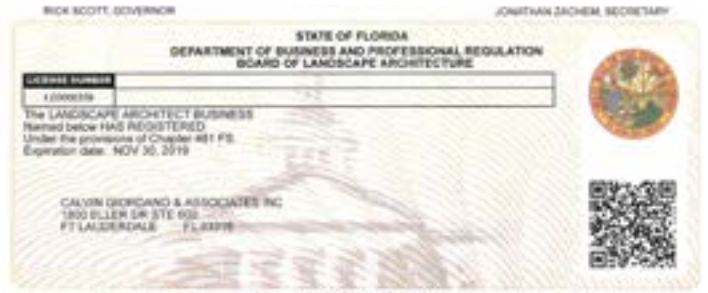 RICK SCOTT, GOVERNOR
JONATHAN ZACHEM, SECRETARY
STATE OF FLORIDA
DEPARTMENT OF BUSINESS AND PROFESSIONAL REGULATION
BOARD OF LANDSCAPE ARCHITECTURE
LICENSE NUMBER
The LANDSCAPE ARCHITECT BUSINESS
Named below HAS REGISTERED
Under the provisions of Chapter 481 FS.
Expiration date: NOV 30, 2019
CALVIN GIORDANO & ASSOCIATES INC
1800 ELLER DR STE 600
FT LAUDERDALE FL